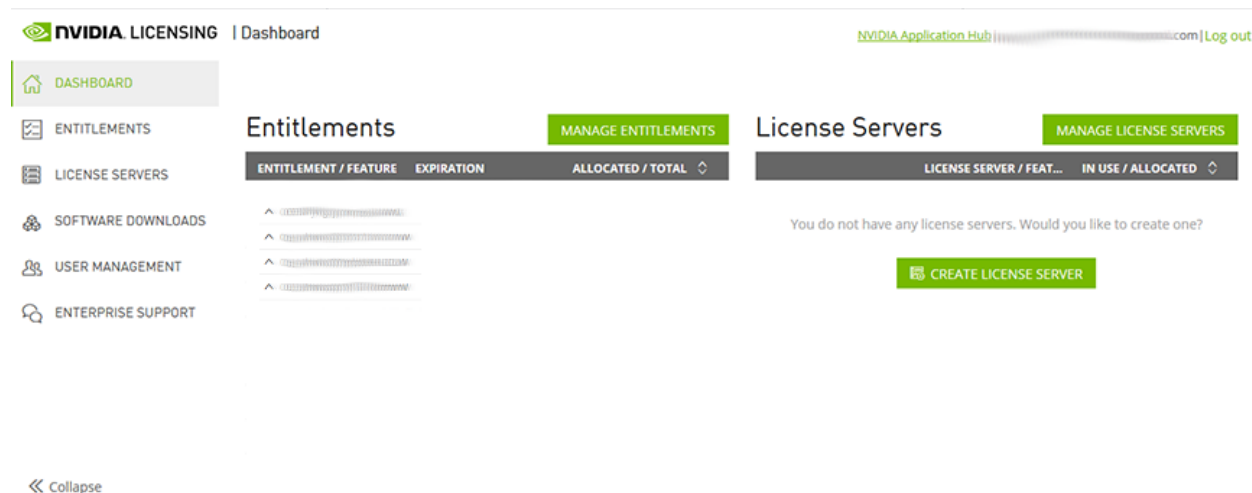 NVIDIA. LICENSING | Dashboard
NVIDIA Application Hub com | Log out
DASHBOARD
ENTITLEMENTS
LICENSE SERVERS
SOFTWARE DOWNLOADS
USER MANAGEMENT
ENTERPRISE SUPPORT
Collapse
Entitlements
MANAGE ENTITLEMENTS
ENTITLEMENT / FEATURE EXPIRATION ALLOCATED / TOTAL
License Servers
MANAGE LICENSE SERVERS
LICENSE SERVER / FEAT... IN USE / ALLOCATED
You do not have any license servers. Would you like to create one?
CREATE LICENSE SERVER